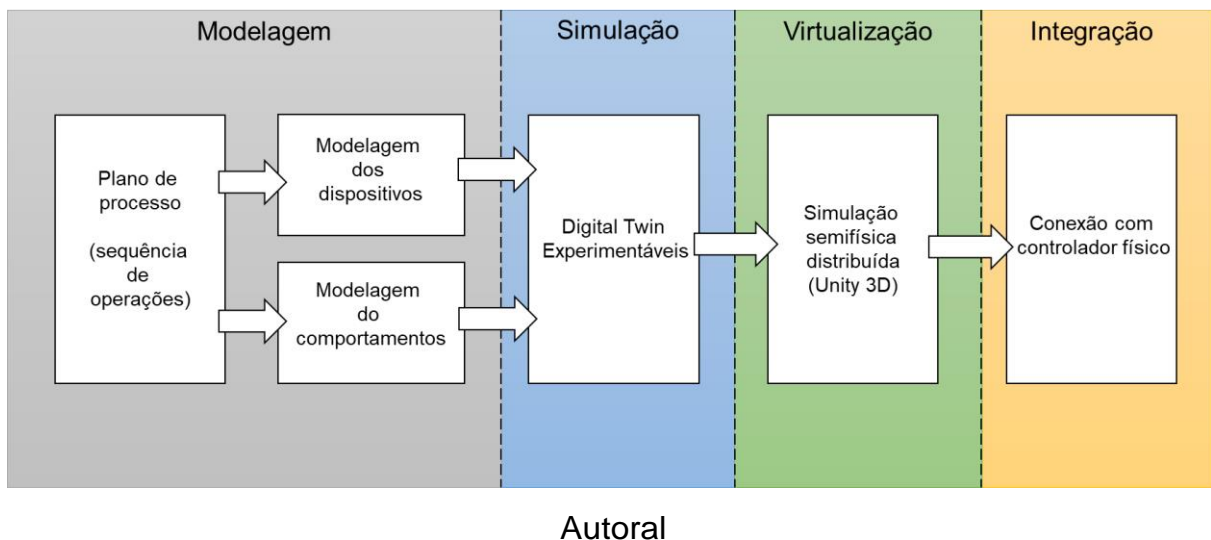 Modelagem
Simulação
Virtualização
Integração
Plano de
processo
(sequência
de
operações)
Modelagem
dos
dispositivos
Modelagem
do
comportamentos
Digital Twin
Experimentáveis
Simulação
semifísica
distribuída
(Unity 3D)
Conexão com
controlador físico
Autoral